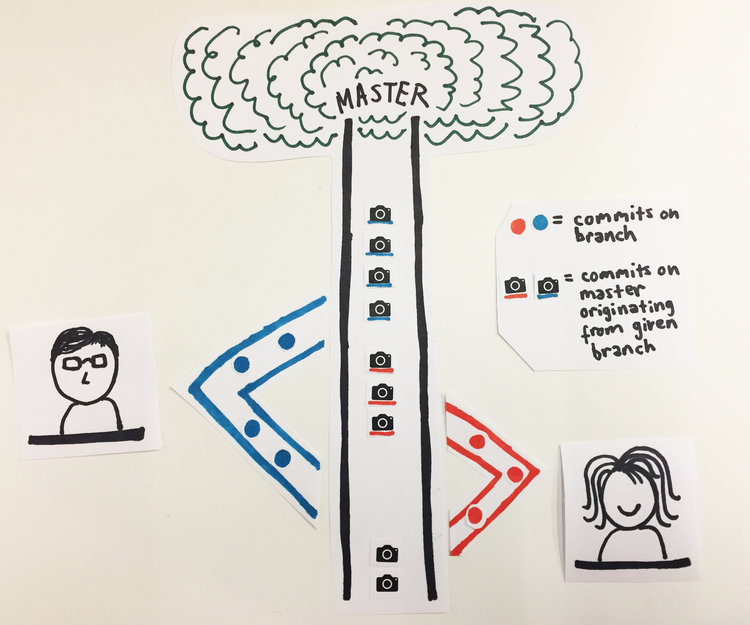 MASTER
= commits on
branch
= commits on
master
originating
from given
branch